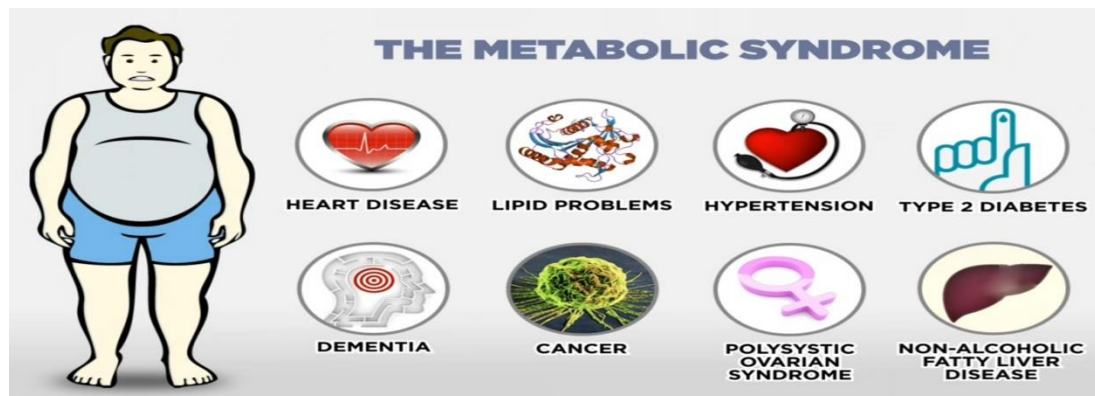 THE METABOLIC SYNDROME
HEART DISEASE
LIPID PROBLEMS
HYPERTENSION
TYPE 2 DIABETES
DEMENTIA
CANCER
POLYSYSTIC
OVARIAN
SYNDROME
NON-ALCOHOLIC
FATTY LIVER
DISEASE